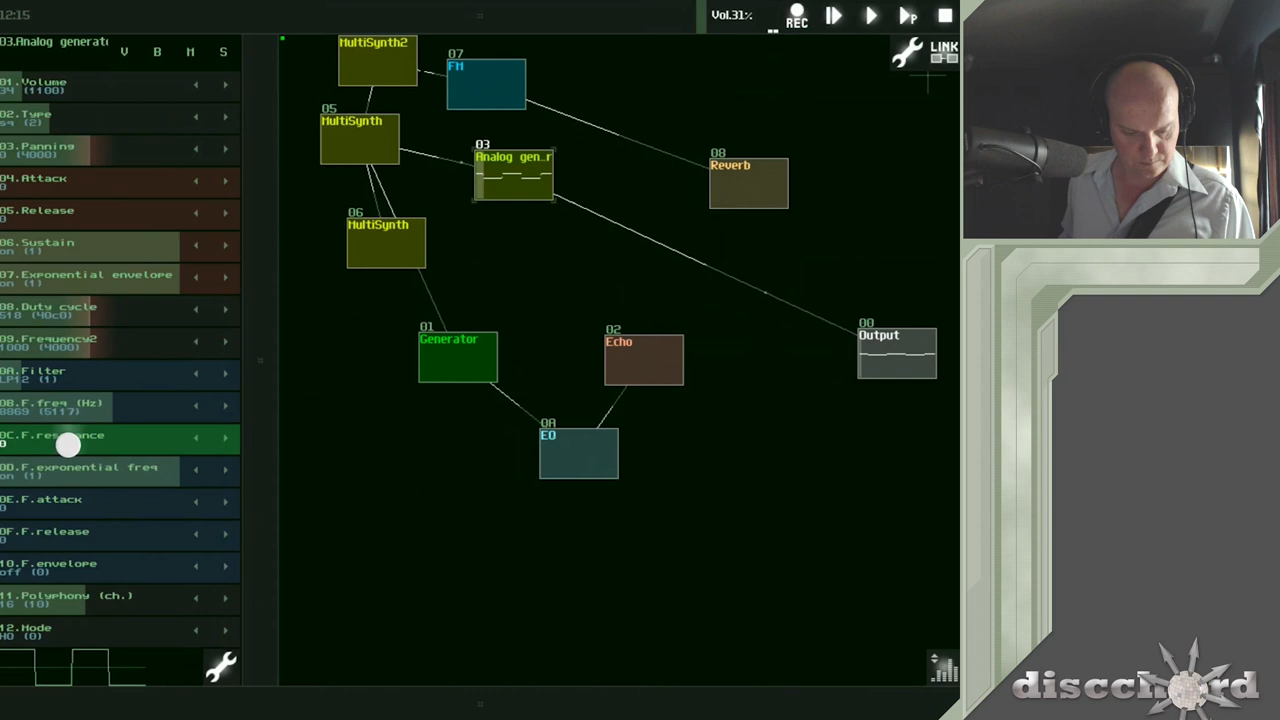 12:15
Vol.31%
REC
P
LINK
03.Analog generat
V B M S
01.Volume
34 (1100)
02.Type
sq (2)
03.Panning
0 (4000)
04.Attack
0
05.Release
0
06.Sustain
on (1)
07.Exponential envelope
on (1)
08.Duty cycle
518 (40c0)
09.Frequency2
1000 (4000)
0A.Filter
LP12 (1)
0B.F.freq (Hz)
8869 (5117)
0D.F.exponential freq
on (1)
0E.F.attack
0
0F.F.release
0
10.F.envelope
off (0)
11.Polyphony (ch.)
16 (10)
12.Mode
HQ (0)
MultiSynth2
07
FM
05
MultiSynth
03
Analog gen_r
08
Reverb
06
MultiSynth
01
Generator
02
Echo
00
Output
0A
EQ
discchord